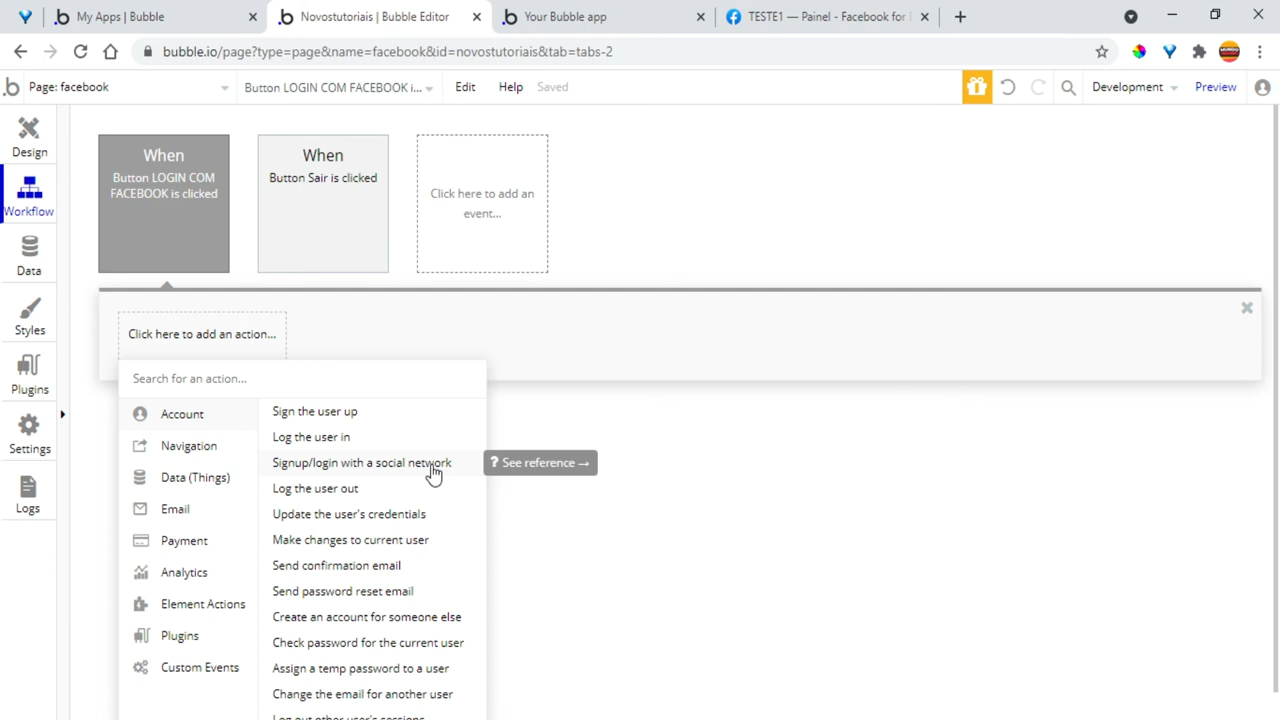 My Apps | Bubble
Novostutoriais | Bubble Editor
Your Bubble app
TESTE1 — Painel - Facebook for
bubble.io/page?type=page&name=facebook&id=novostutoriais&tab=tabs-2
Page: facebook
Button LOGIN COM FACEBOOK i...
Edit
Help
Saved
Development
Preview
Design
Workflow
Data
Styles
Plugins
Settings
Logs
When
Button LOGIN COM
FACEBOOK is clicked
When
Button Sair is clicked
Click here to add an
event...
Click here to add an action...
Search for an action...
Account
Navigation
Data (Things)
Email
Payment
Analytics
Element Actions
Plugins
Custom Events
Sign the user up
Log the user in
Signup/login with a social network
? See reference →
Log the user out
Update the user's credentials
Make changes to current user
Send confirmation email
Send password reset email
Create an account for someone else
Check password for the current user
Assign a temp password to a user
Change the email for another user
Log out other user's sessions